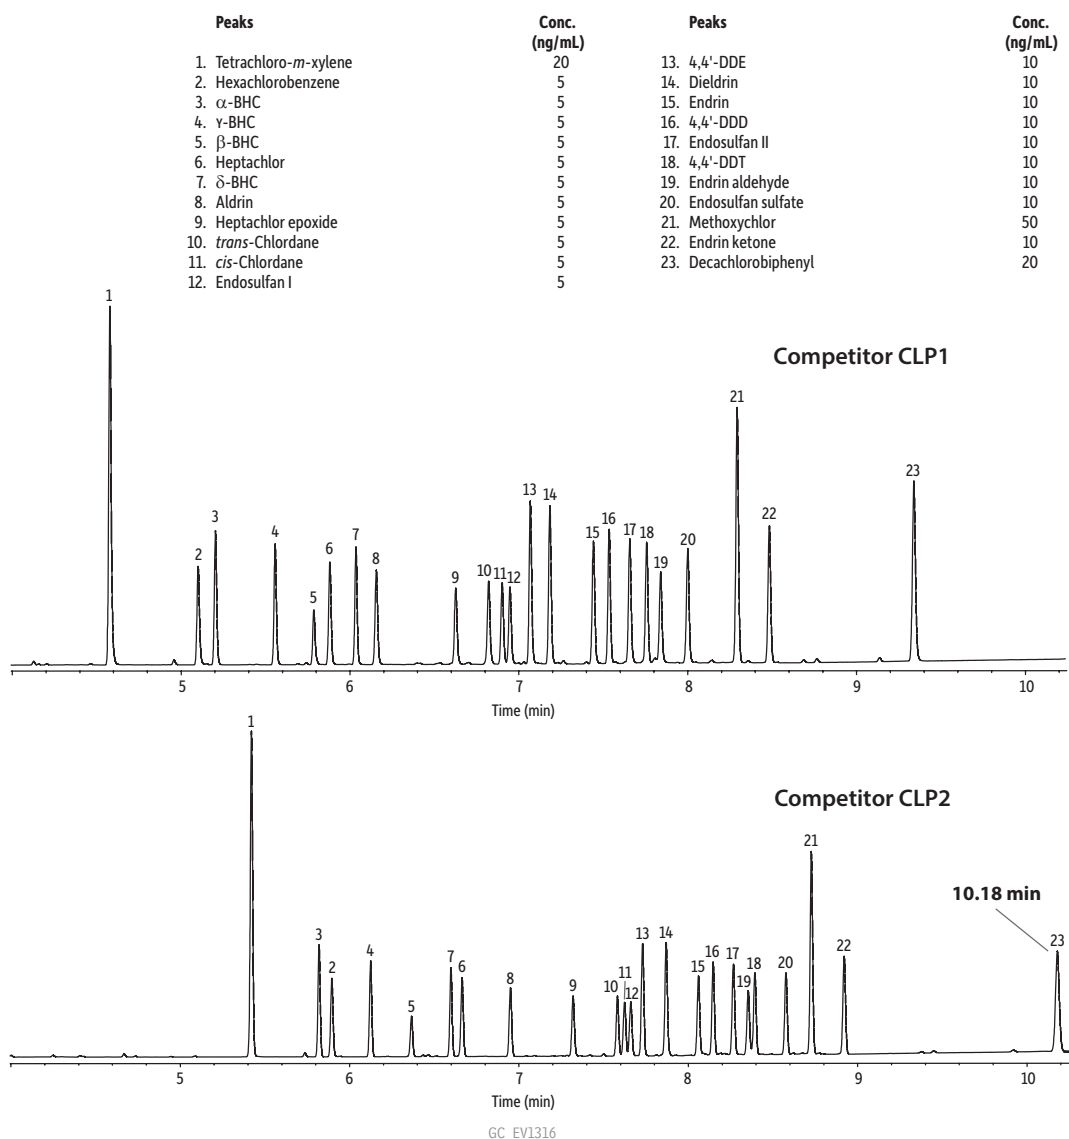 Peaks Conc. (ng/mL)
1. Tetrachloro-m-xylene 20
2. Hexachlorobenzene 5
3. α-BHC 5
4. γ-BHC 5
5. β-BHC 5
6. Heptachlor 5
7. δ-BHC 5
8. Aldrin 5
9. Heptachlor epoxide 5
10. trans-Chlordane 5
11. cis-Chlordane 5
12. Endosulfan I 5
Peaks Conc. (ng/mL)
13. 4,4'-DDE 10
14. Dieldrin 10
15. Endrin 10
16. 4,4'-DDD 10
17. Endosulfan II 10
18. 4,4'-DDT 10
19. Endrin aldehyde 10
20. Endosulfan sulfate 10
21. Methoxychlor 50
22. Endrin ketone 10
23. Decachlorobiphenyl 20
Competitor CLP1
1 2 3 4 5 6 7 8 9 10 11 12 13 14 15 16 17 18 19 20 21 22 23
5 6 7 8 9 10
Time (min)
Competitor CLP2
10.18 min
1 3 2 4 5 7 6 8 9 10 11 12 13 14 15 16 17 19 18 20 21 22 23
5 6 7 8 9 10
Time (min)
GC_EV1316